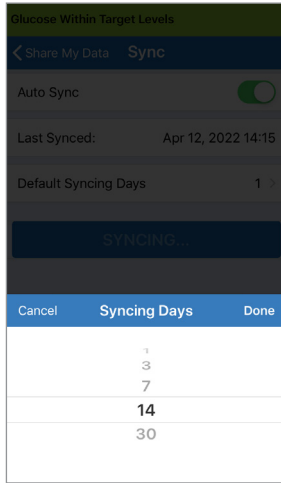 Glucose Within Target Levels
Share My Data Sync
Auto Sync
Last Synced: Apr 12, 2022 14:15
Default Syncing Days 1
SYNCING...
Cancel Syncing Days Done
1
3
7
14
30